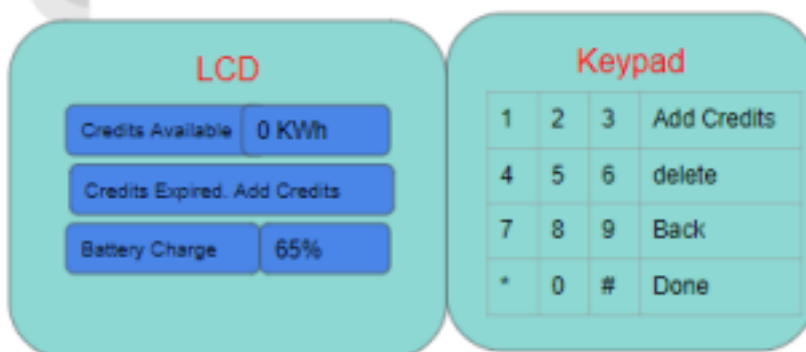 LCD
Credits Available 0 KWh
Credits Expired. Add Credits
Battery Charge 65%
Keypad
1 2 3 Add Credits
4 5 6 delete
7 8 9 Back
* 0 # Done